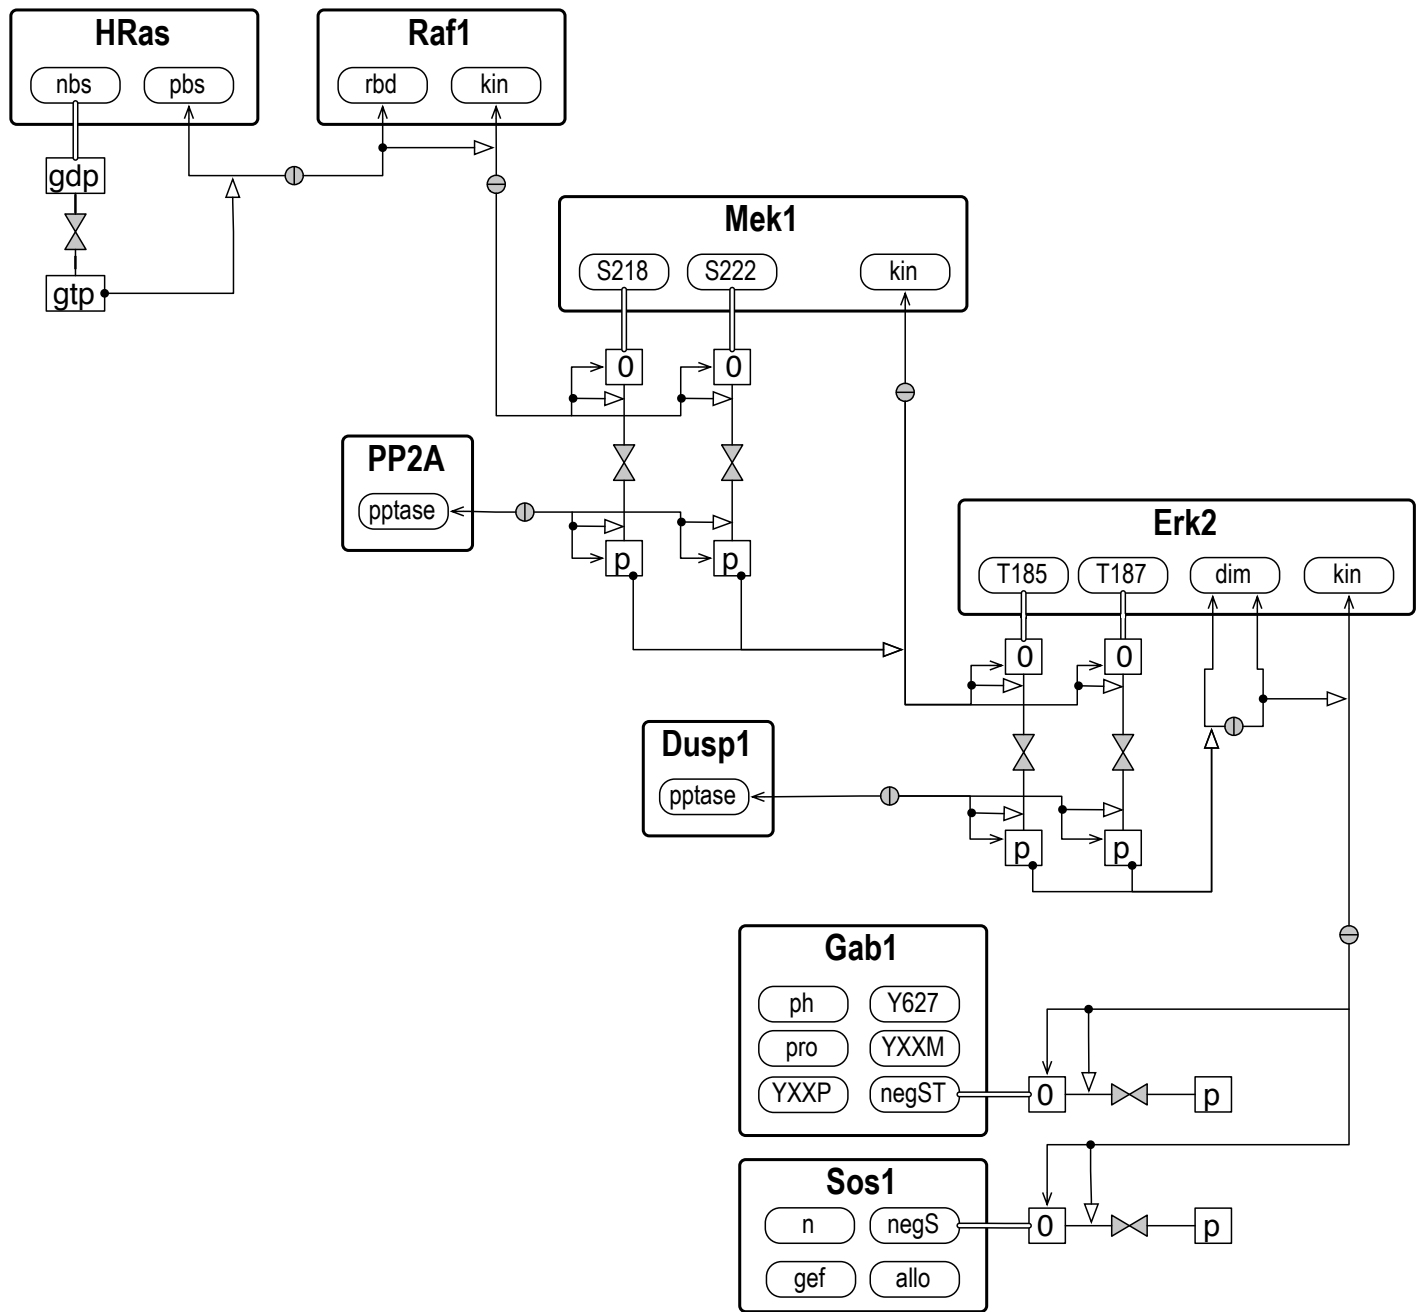 HRas
Raf1
nbs
pbs
rbd
kin
gdp
gtp
Mek1
S218
S222
kin
0
0
PP2A
pptase
p
p
Erk2
T185
T187
dim
kin
0
0
Dusp1
pptase
p
p
Gab1
ph
Y627
pro
YXXM
YXXP
negST
0
p
Sos1
n
negS
0
p
gef
allo